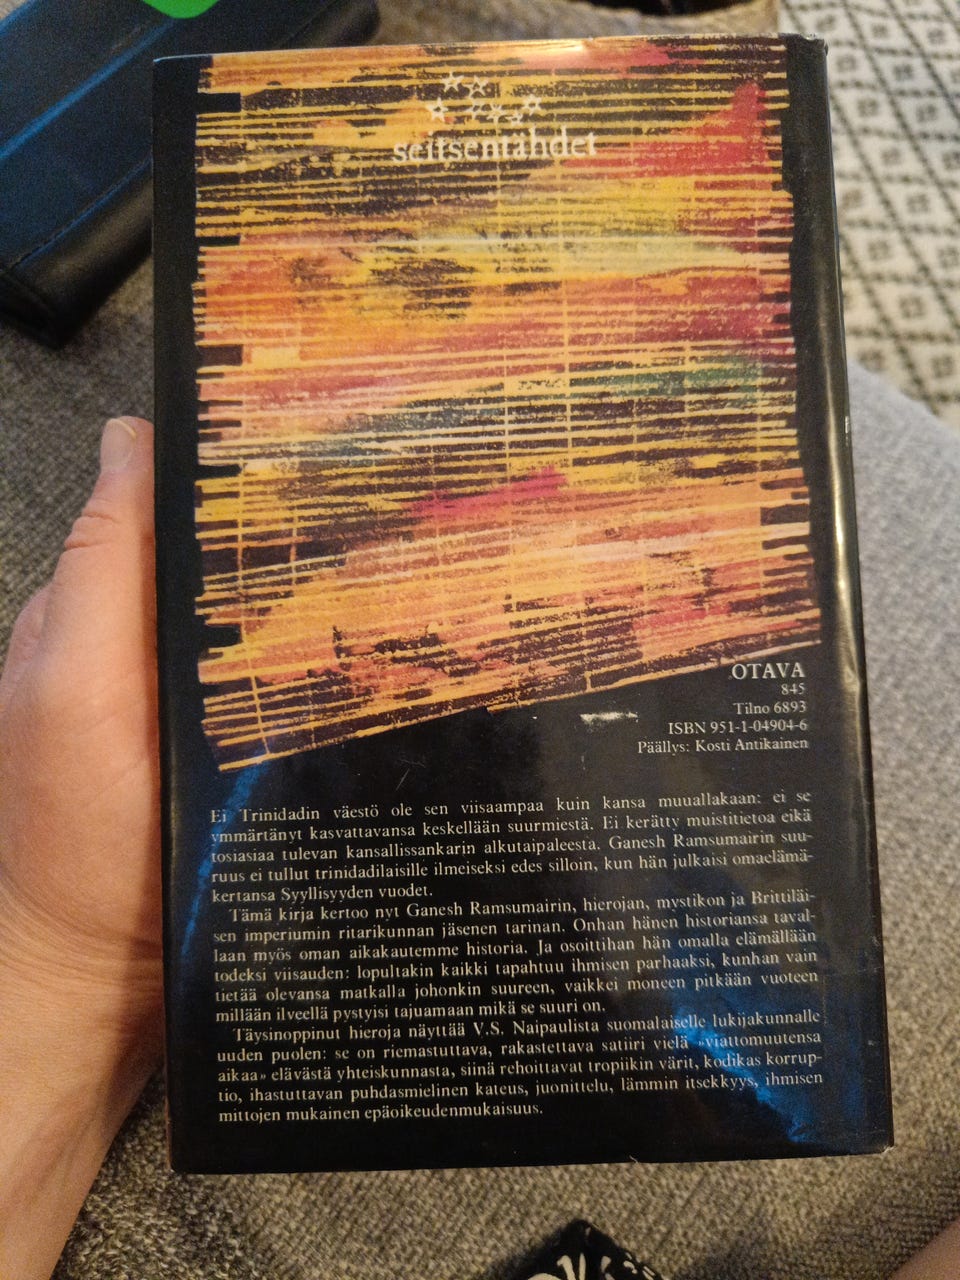 seitsentähdet
OTAVA
845
Tilno 6893
ISBN 951-1-04904-6
Päällys: Kosti Antikainen
Ei Trinidadin väestö ole sen viisaampaa kuin kansa muuallakaan: ei se
ymmärtänyt kasvattavansa keskellään suurmiestä. Ei kerätty muistitietoa eikä
tosiasiaa tulevan kansallissankarin alkutaipaleesta. Ganesh Ramsumairin suu-
ruus ei tullut trinidadilaisille ilmeiseksi edes silloin, kun hän julkaisi omaelämä-
kertansa Syyllisyyden vuodet.
Tämä kirja kertoo nyt Ganesh Ramsumairin, hierojan, mystikon ja Brittiläi-
sen imperiumin ritarikunnan jäsenen tarinan. Onhan hänen historiansa taval-
laan myös oman aikakautemme historia. Ja osoittihan hän omalla elämällään
todeksi viisauden: lopultakin kaikki tapahtuu ihmisen parhaaksi, kunhan vain
tietää olevansa matkalla johonkin suureen, vaikkei moneen pitkään vuoteen
millään ilveellä pystyisi tajuamaan mikä se suuri on.
Täysinoppinut hieroja näyttää V.S. Naipaulista suomalaiselle lukijakunnalle
uuden puolen: se on riemastuttava, rakastettava satiiri vielä »viattomuutensa
aikaa» elävästä yhteiskunnasta, siinä rehoittavat tropiikin värit, kodikas korrup-
tio, ihastuttavan puhdasmielinen kateus, juonittelu, lämmin itsekkyys, ihmisen
mittojen mukainen epäoikeudenmukaisuus.